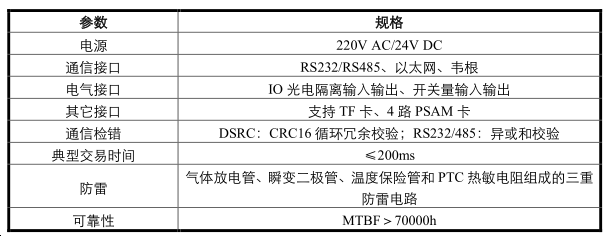 参数 规格
电源 220V AC/24V DC
通信接口 RS232/RS485、以太网、韦根
电气接口 IO 光电隔离输入输出、开关量输入输出
其它接口 支持 TF 卡、4 路 PSAM 卡
通信检错 DSRC：CRC16 循环冗余校验；RS232/485：异或和校验
典型交易时间 ≤200ms
防雷 气体放电管、瞬变二极管、温度保险管和 PTC 热敏电阻组成的三重
防雷电路
可靠性 MTBF＞70000h